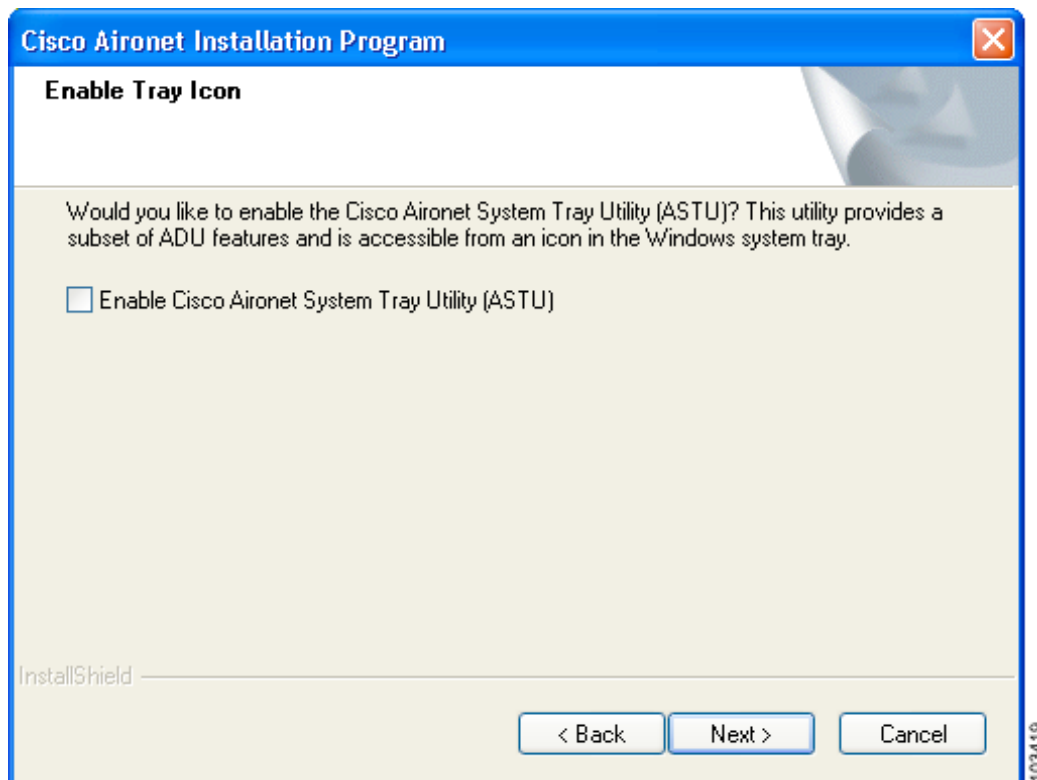 Cisco Aironet Installation Program
Enable Tray Icon
Would you like to enable the Cisco Aironet System Tray Utility (ASTU)? This utility provides a
subset of ADU features and is accessible from an icon in the Windows system tray.
Enable Cisco Aironet System Tray Utility (ASTU)
InstallShield
< Back
Next >
Cancel
103419